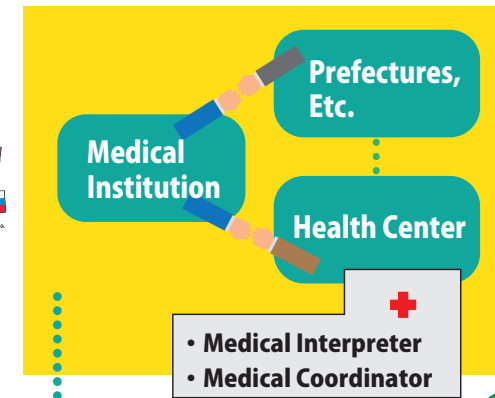 Prefectures,
Etc.
Medical
Institution
Health Center
• Medical Interpreter
• Medical Coordinator